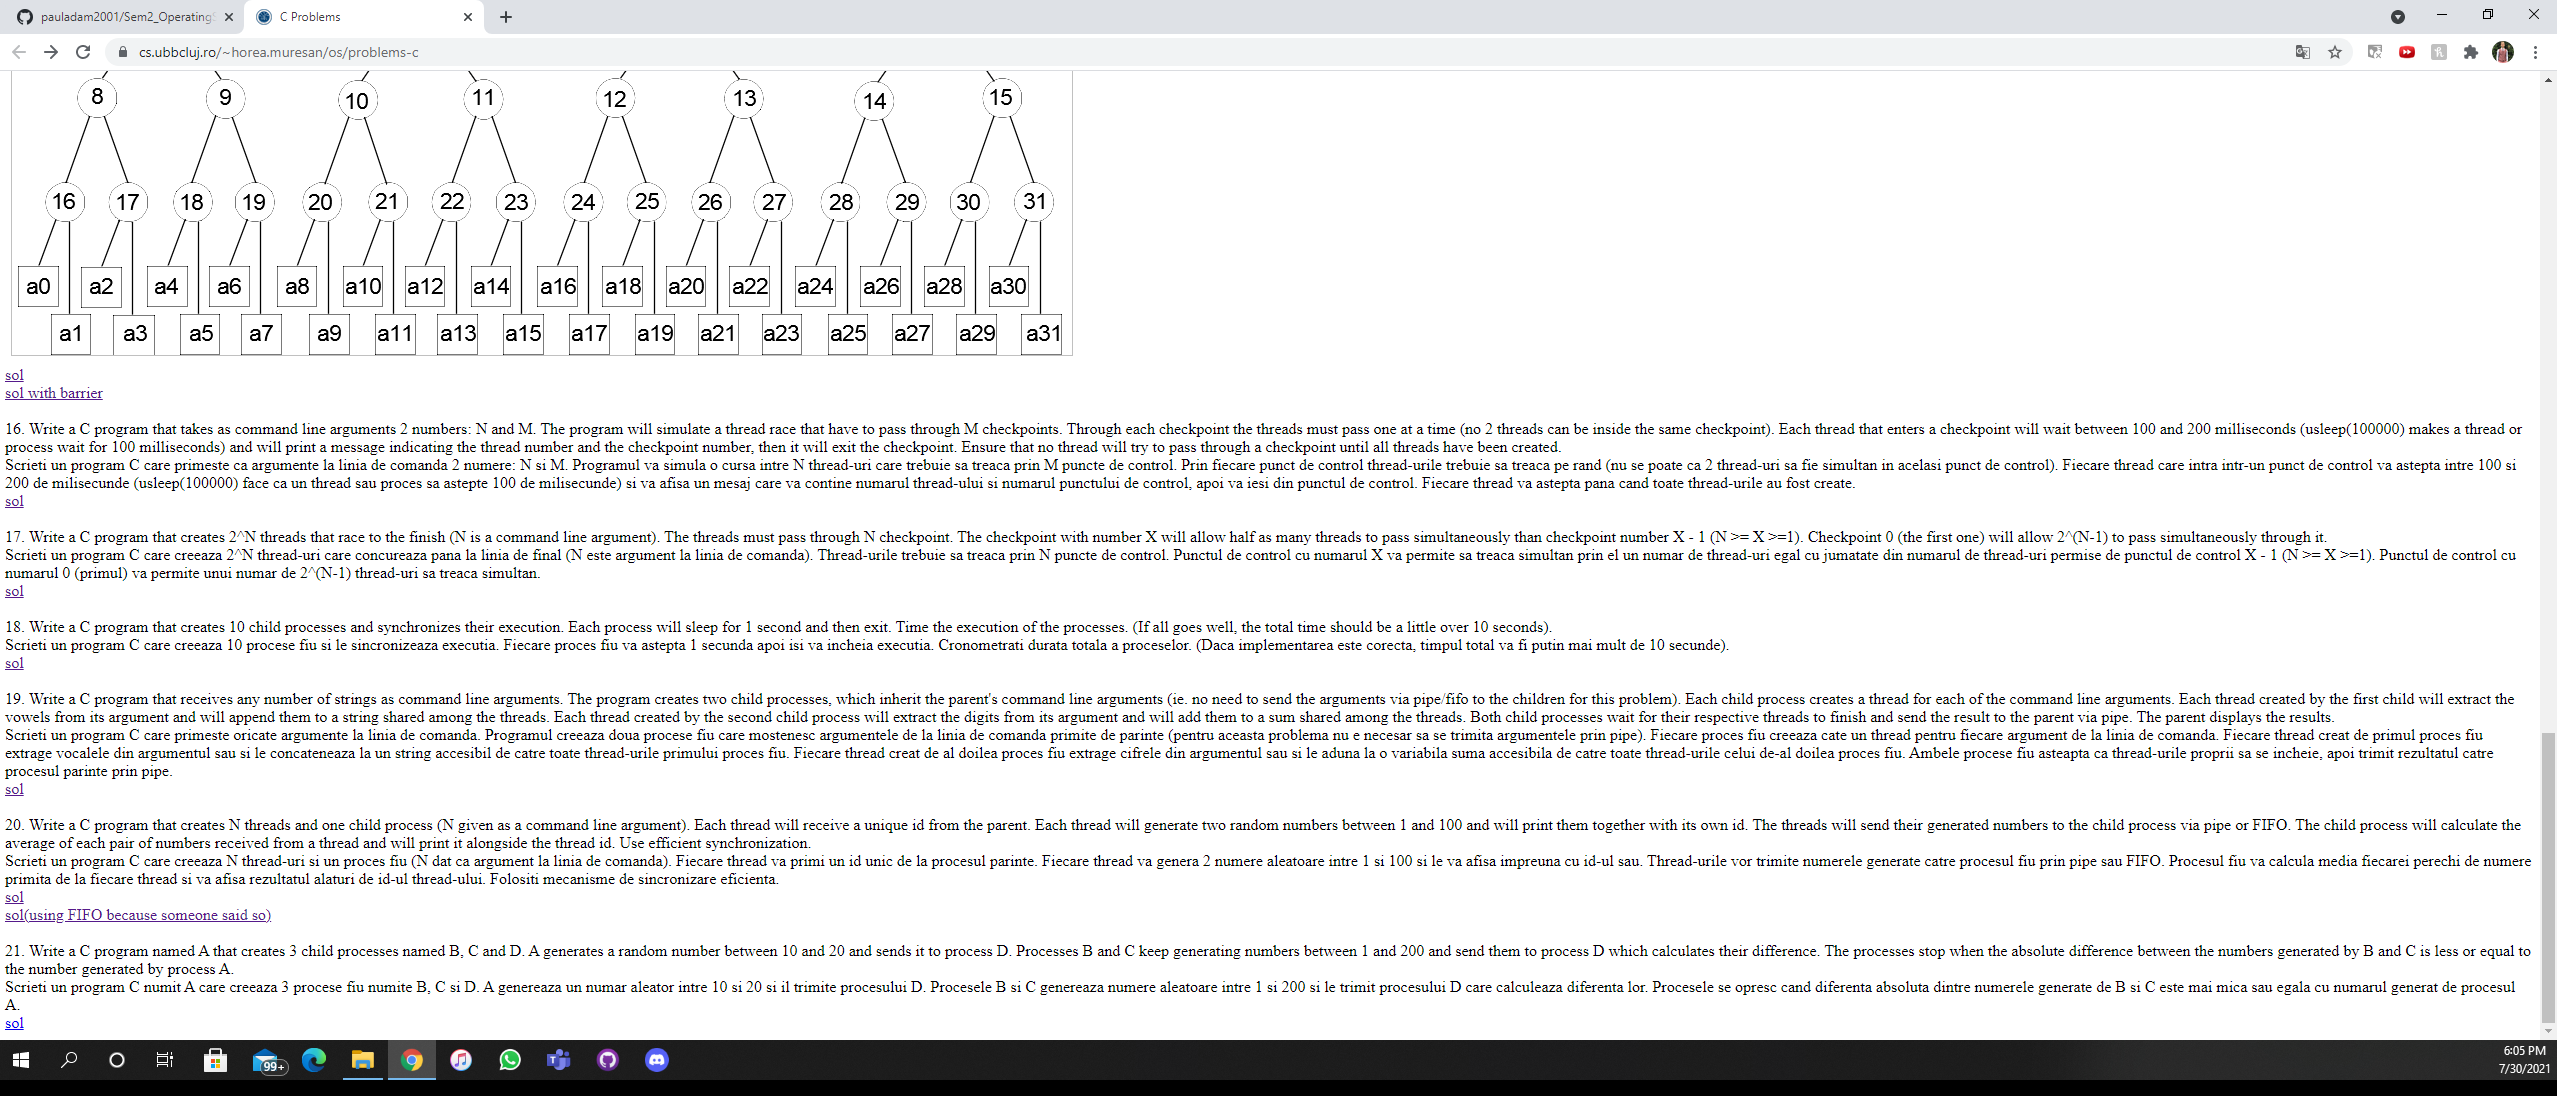 pauladam2001/Sem2_Operating
C Problems
cs.ubbcluj.ro/~horea.muresan/os/problems-c
8 9 10 11 12 13 14 15
16 17 18 19 20 21 22 23 24 25 26 27 28 29 30 31
a0 a2 a4 a6 a8 a10 a12 a14 a16 a18 a20 a22 a24 a26 a28 a30
a1 a3 a5 a7 a9 a11 a13 a15 a17 a19 a21 a23 a25 a27 a29 a31
sol
sol with barrier
16. Write a C program that takes as command line arguments 2 numbers: N and M. The program will simulate a thread race that have to pass through M checkpoints. Through each checkpoint the threads must pass one at a time (no 2 threads can be inside the same checkpoint). Each thread that enters a checkpoint will wait between 100 and 200 milliseconds (usleep(100000) makes a thread or
process wait for 100 milliseconds) and will print a message indicating the thread number and the checkpoint number, then it will exit the checkpoint. Ensure that no thread will try to pass through a checkpoint until all threads have been created.
Scrieti un program C care primeste ca argumente la linia de comanda 2 numere: N si M. Programul va simula o cursa intre N thread-uri care trebuie sa treaca prin M puncte de control. Prin fiecare punct de control thread-urile trebuie sa treaca pe rand (nu se poate ca 2 thread-uri sa fie simultan in acelasi punct de control). Fiecare thread care intra intr-un punct de control va astepta intre 100 si
200 de milisecunde (usleep(100000) face ca un thread sau proces sa astepte 100 de milisecunde) si va afisa un mesaj care va contine numarul thread-ului si numarul punctului de control, apoi va iesi din punctul de control. Fiecare thread va astepta pana cand toate thread-urile au fost create.
sol
17. Write a C program that creates 2^N threads that race to the finish (N is a command line argument). The threads must pass through N checkpoint. The checkpoint with number X will allow half as many threads to pass simultaneously than checkpoint number X - 1 (N >= X >=1). Checkpoint 0 (the first one) will allow 2^(N-1) to pass simultaneously through it.
Scrieti un program C care creeaza 2^N thread-uri care concureaza pana la linia de final (N este argument la linia de comanda). Thread-urile trebuie sa treaca prin N puncte de control. Punctul de control cu numarul X va permite sa treaca simultan prin el un numar de thread-uri egal cu jumatate din numarul de thread-uri permise de punctul de control X - 1 (N >= X >=1). Punctul de control cu
numarul 0 (primul) va permite unui numar de 2^(N-1) thread-uri sa treaca simultan.
sol
18. Write a C program that creates 10 child processes and synchronizes their execution. Each process will sleep for 1 second and then exit. Time the execution of the processes. (If all goes well, the total time should be a little over 10 seconds).
Scrieti un program C care creeaza 10 procese fiu si le sincronizeaza executia. Fiecare proces fiu va astepta 1 secunda apoi isi va incheia executia. Cronometrati durata totala a proceselor. (Daca implementarea este corecta, timpul total va fi putin mai mult de 10 secunde).
sol
19. Write a C program that receives any number of strings as command line arguments. The program creates two child processes, which inherit the parent's command line arguments (ie. no need to send the arguments via pipe/fifo to the children for this problem). Each child process creates a thread for each of the command line arguments. Each thread created by the first child will extract the
vowels from its argument and will append them to a string shared among the threads. Each thread created by the second child process will extract the digits from its argument and will add them to a sum shared among the threads. Both child processes wait for their respective threads to finish and send the result to the parent via pipe. The parent displays the results.
Scrieti un program C care primeste oricate argumente la linia de comanda. Programul creeaza doua procese fiu care mostenesc argumentele de la linia de comanda primite de parinte (pentru aceasta problema nu e necesar sa se trimita argumentele prin pipe). Fiecare proces fiu creeaza cate un thread pentru fiecare argument de la linia de comanda. Fiecare thread creat de primul proces fiu
extrage vocalele din argumentul sau si le concateneaza la un string accesibil de catre toate thread-urile primului proces fiu. Fiecare thread creat de al doilea proces fiu extrage cifrele din argumentul sau si le aduna la o variabila suma accesibila de catre toate thread-urile celui de-al doilea proces fiu. Ambele procese fiu asteapta ca thread-urile proprii sa se incheie, apoi trimit rezultatul catre
procesul parinte prin pipe.
sol
20. Write a C program that creates N threads and one child process (N given as a command line argument). Each thread will receive a unique id from the parent. Each thread will generate two random numbers between 1 and 100 and will print them together with its own id. The threads will send their generated numbers to the child process via pipe or FIFO. The child process will calculate the
average of each pair of numbers received from a thread and will print it alongside the thread id. Use efficient synchronization.
Scrieti un program C care creeaza N thread-uri si un proces fiu (N dat ca argument la linia de comanda). Fiecare thread va primi un id unic de la procesul parinte. Fiecare thread va genera 2 numere aleatoare intre 1 si 100 si le va afisa impreuna cu id-ul sau. Thread-urile vor trimite numerele generate catre procesul fiu prin pipe sau FIFO. Procesul fiu va calcula media fiecarei perechi de numere
primita de la fiecare thread si va afisa rezultatul alaturi de id-ul thread-ului. Folositi mecanisme de sincronizare eficienta.
sol
sol(using FIFO because someone said so)
21. Write a C program named A that creates 3 child processes named B, C and D. A generates a random number between 10 and 20 and sends it to process D. Processes B and C keep generating numbers between 1 and 200 and send them to process D which calculates their difference. The processes stop when the absolute difference between the numbers generated by B and C is less or equal to
the number generated by process A.
Scrieti un program C numit A care creeaza 3 procese fiu numite B, C si D. A genereaza un numar aleator intre 10 si 20 si il trimite procesului D. Procesele B si C genereaza numere aleatoare intre 1 si 200 si le trimit procesului D care calculeaza diferenta lor. Procesele se opresc cand diferenta absoluta dintre numerele generate de B si C este mai mica sau egala cu numarul generat de procesul
A.
sol
99+
6:05 PM
7/30/2021